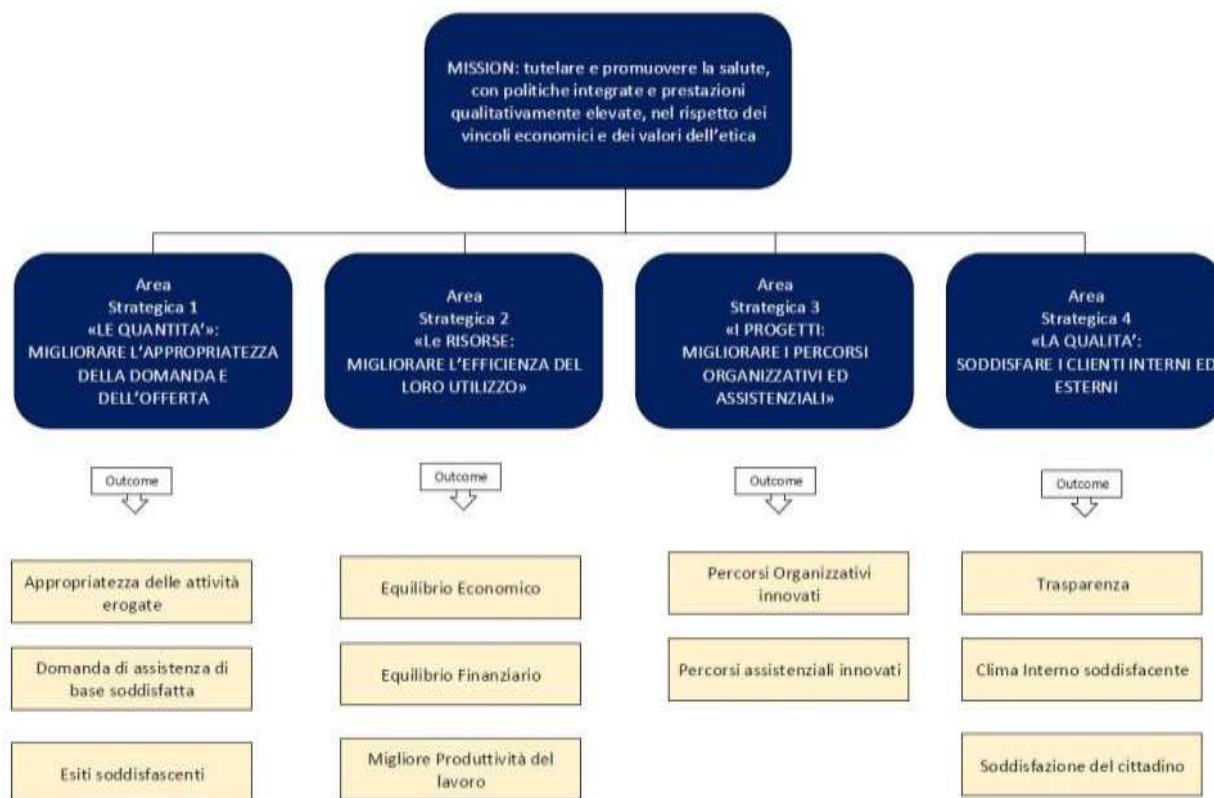 MISSION: tutelare e promuovere la salute,
con politiche integrate e prestazioni
qualitativamente elevate, nel rispetto dei
vincoli economici e dei valori dell'etica
Area
Strategica 1
«LE QUANTITA'»:
MIGLIORARE L'APPROPRIATEZZA
DELLA DOMANDA E
DELL'OFFERTA
Area
Strategica 2
«Le RISORSE:
MIGLIORARE L'EFFICIENZA DEL
LORO UTILIZZO»
Area
Strategica 3
«I PROGETTI:
MIGLIORARE I PERCORSI
ORGANIZZATIVI ED
ASSISTENZIALI»
Area
Strategica 4
«LA QUALITA':
SODDISFARE I CLIENTI INTERNI ED
ESTERNI
Outcome
Outcome
Outcome
Outcome
Appropriatezza delle attività
erogate
Domanda di assistenza di
base soddisfatta
Esiti soddisfascenti
Equilibrio Economico
Equilibrio Finanziario
Migliore Produttività del
lavoro
Percorsi Organizzativi
innovati
Percorsi assistenziali innovati
Trasparenza
Clima Interno soddisfacente
Soddisfazione del cittadino